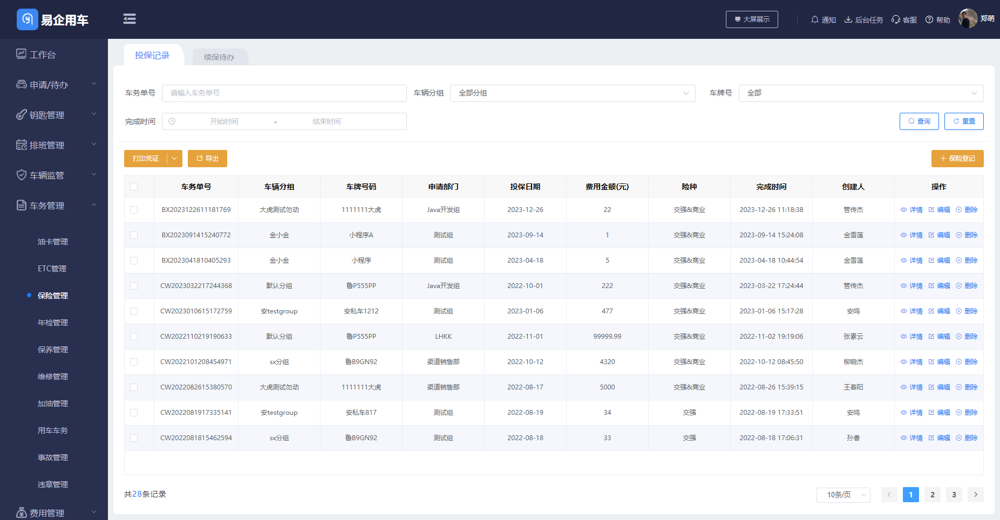 易企用车
大屏展示
通知
后台任务
客服
帮助
郑萌
工作台
申请/待办
钥匙管理
排班管理
车辆监管
车务管理
油卡管理
ETC管理
保险管理
年检管理
保养管理
维修管理
加油管理
用车车务
事故管理
违章管理
费用管理
投保记录
续保待办
车务单号 请输入车务单号 车辆分组 全部分组 车牌号 全部
完成时间 开始时间 - 结束时间 查询 重置
打印凭证 导出 保险登记
车务单号 车辆分组 车牌号码 申请部门 投保日期 费用金额(元) 险种 完成时间 创建人 操作
BX2023122611181769 大虎测试勿动 1111111大虎 Java开发组 2023-12-26 22 交强&商业 2023-12-26 11:18:38 管传杰 详情 编辑 删除
BX2023091415240772 金小金 小程序A 测试组 2023-09-14 1 交强&商业 2023-09-14 15:24:08 金雪莲 详情 编辑 删除
BX2023041810405293 金小金 小程序 测试组 2023-04-18 5 交强&商业 2023-04-18 10:44:54 金雪莲 详情 编辑 删除
CW2023032217244368 默认分组 鲁P555PP Java开发组 2022-10-01 222 交强&商业 2023-03-22 17:24:44 管传杰 详情 编辑 删除
CW2023010615172759 安testgroup 安私车1212 测试组 2023-01-06 477 交强&商业 2023-01-06 15:17:28 安鸣 详情 编辑 删除
CW2022110219190633 默认分组 鲁P555PP LHKK 2022-11-01 99999.99 交强&商业 2022-11-02 19:19:06 张素云 详情 编辑 删除
CW2022101208454971 sx分组 鲁B9GN92 渠道销售部 2022-10-12 4320 交强&商业 2022-10-12 08:45:50 柳晓杰 详情 编辑 删除
CW2022082615380570 大虎测试勿动 1111111大虎 渠道销售部 2022-08-17 5000 交强&商业 2022-08-26 15:39:15 王春阳 详情 编辑 删除
CW2022081917335141 安testgroup 安私车817 测试组 2022-08-19 34 交强 2022-08-19 17:33:51 安鸣 详情 编辑 删除
CW2022081815462594 sx分组 鲁B9GN92 测试组 2022-08-18 33 交强 2022-08-18 17:06:31 孙香 详情 编辑 删除
共28条记录 10条/页 1 2 3